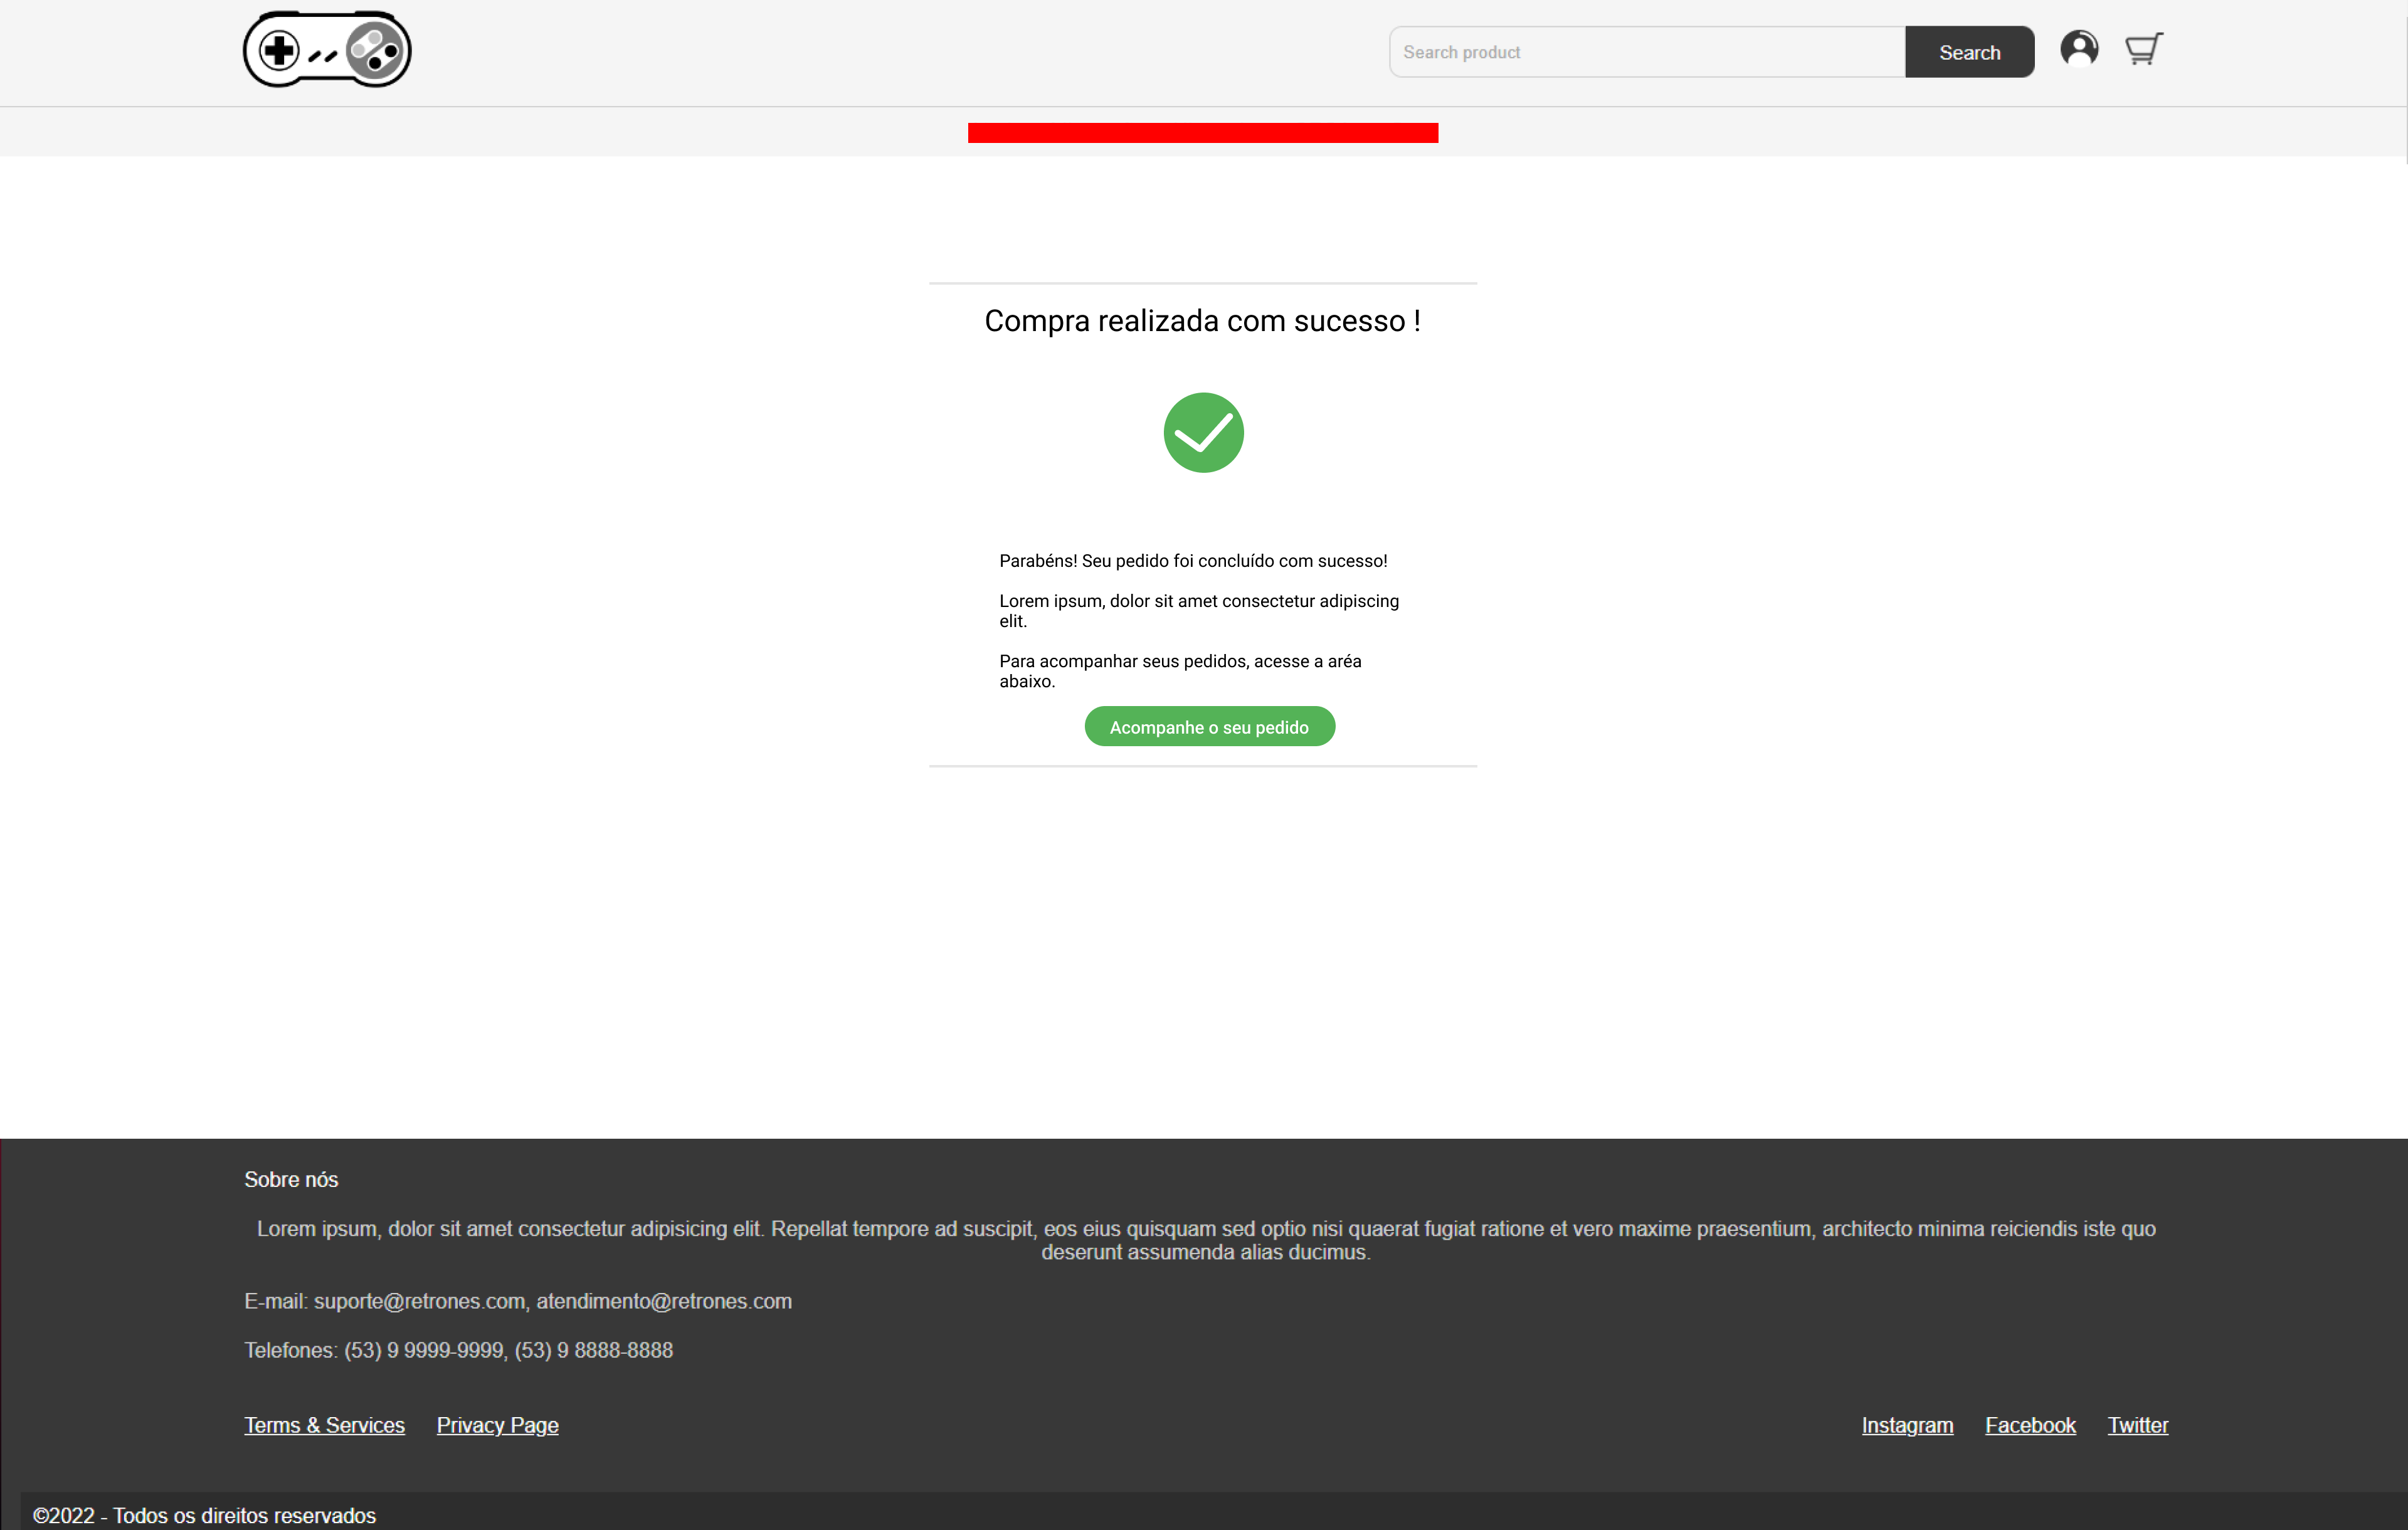 Search product
Search
Compra realizada com sucesso !
Parabéns! Seu pedido foi concluído com sucesso!
Lorem ipsum, dolor sit amet consectetur adipiscing
elit.
Para acompanhar seus pedidos, acesse a aréa
abaixo.
Acompanhe o seu pedido
Sobre nós
Lorem ipsum, dolor sit amet consectetur adipisicing elit. Repellat tempore ad suscipit, eos eius quisquam sed optio nisi quaerat fugiat ratione et vero maxime praesentium, architecto minima reiciendis iste quo
deserunt assumenda alias ducimus.
E-mail: suporte@retrones.com, atendimento@retrones.com
Telefones: (53) 9 9999-9999, (53) 9 8888-8888
Terms & Services Privacy Page Instagram Facebook Twitter
©2022 - Todos os direitos reservados